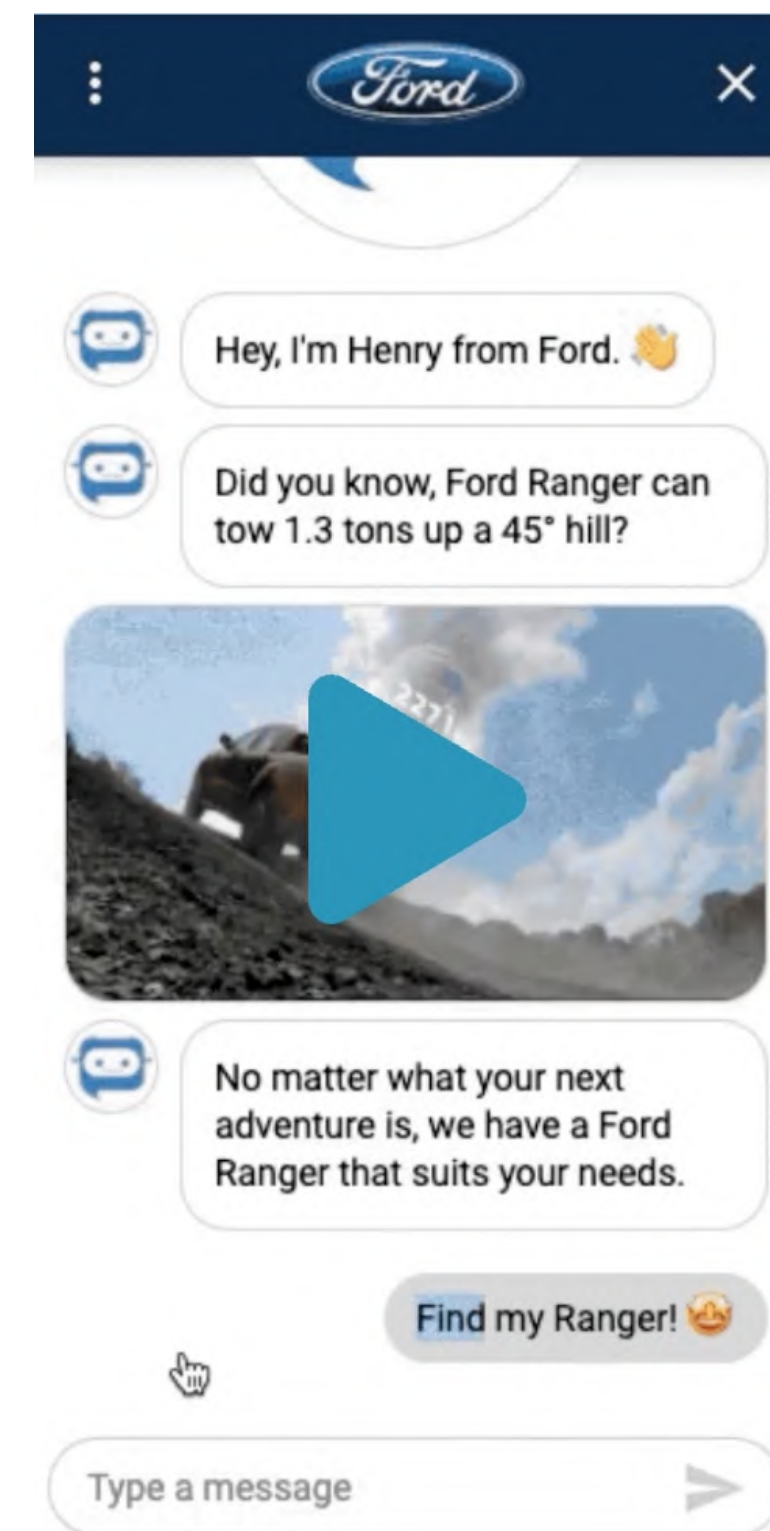 Ford
Hey, I'm Henry from Ford. 👋
Did you know, Ford Ranger can
tow 1.3 tons up a 45° hill?
2271
No matter what your next
adventure is, we have a Ford
Ranger that suits your needs.
Find my Ranger! 🤩
Type a message